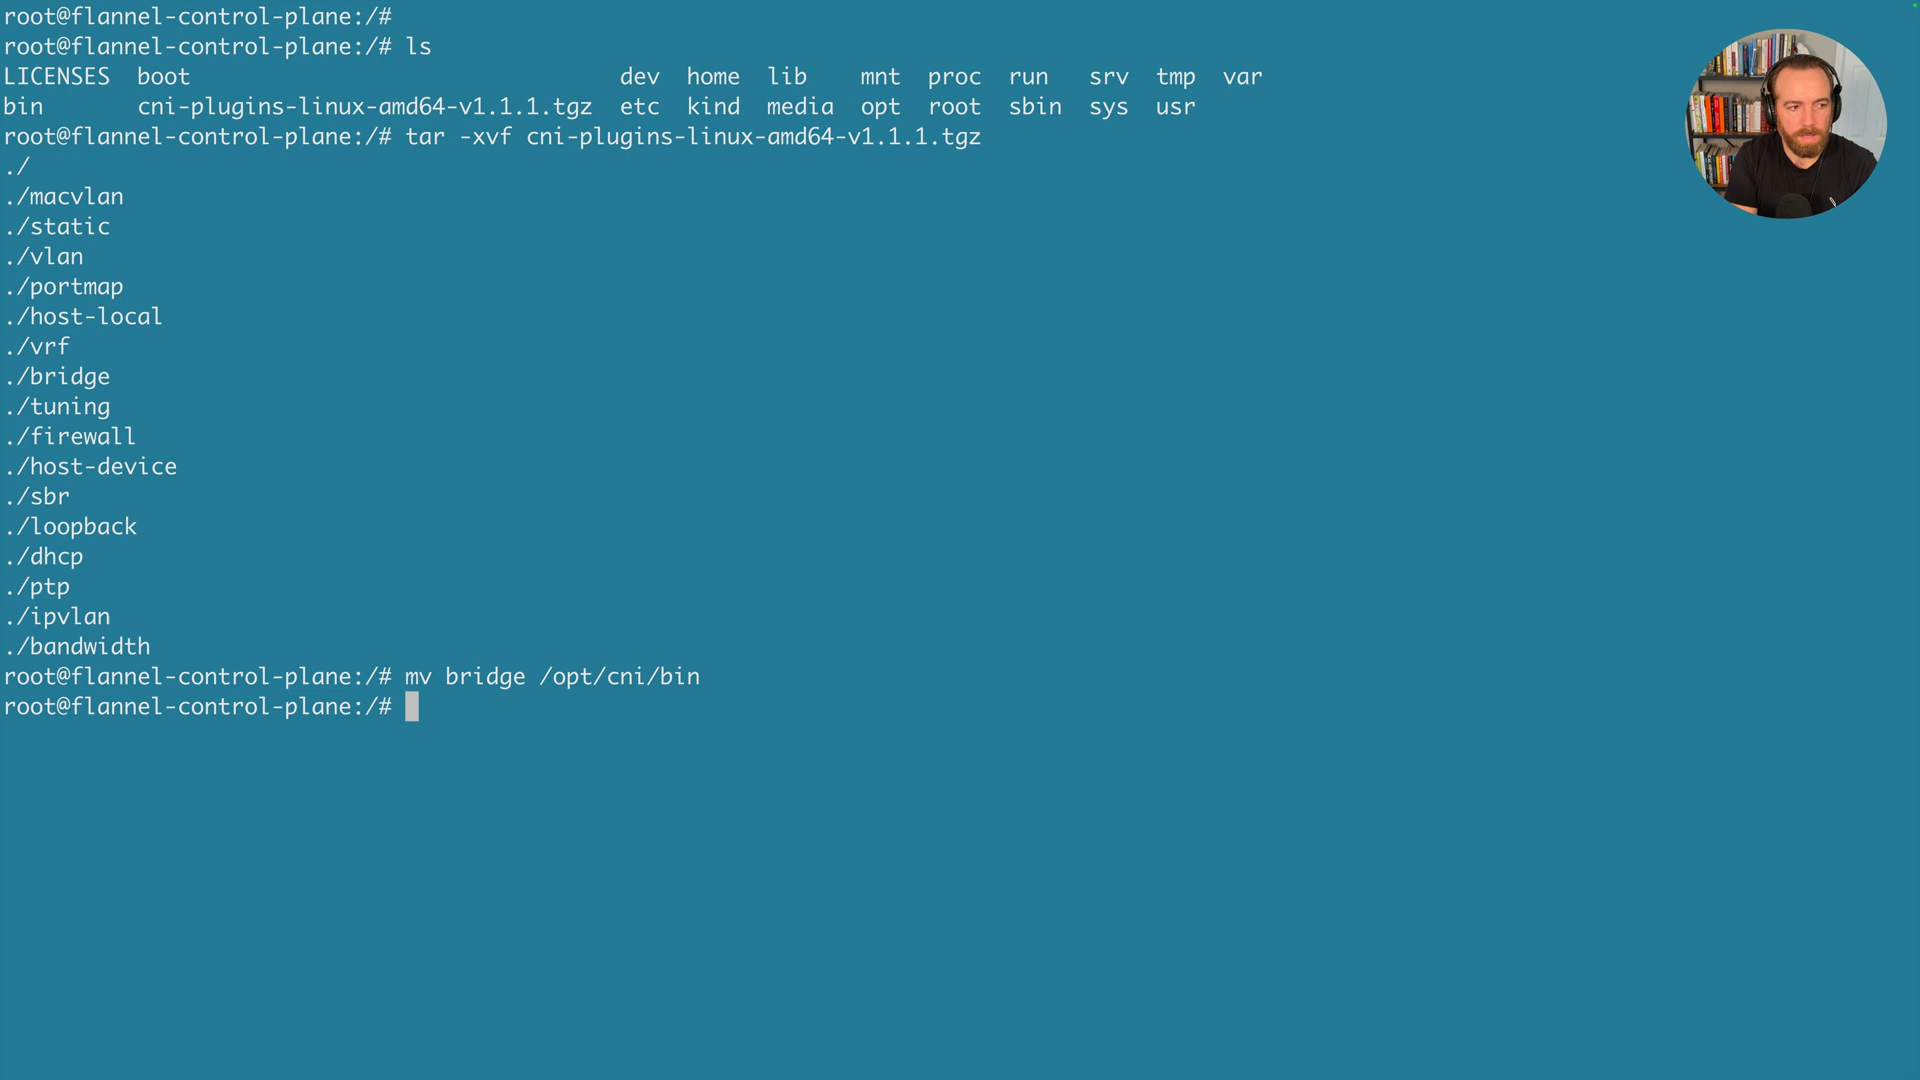 root@flannel-control-plane:/#
root@flannel-control-plane:/# ls
LICENSES boot dev home lib mnt proc run srv tmp var
bin cni-plugins-linux-amd64-v1.1.1.tgz etc kind media opt root sbin sys usr
root@flannel-control-plane:/# tar -xvf cni-plugins-linux-amd64-v1.1.1.tgz
./
./macvlan
./static
./vlan
./portmap
./host-local
./vrf
./bridge
./tuning
./firewall
./host-device
./sbr
./loopback
./dhcp
./ptp
./ipvlan
./bandwidth
root@flannel-control-plane:/# mv bridge /opt/cni/bin
root@flannel-control-plane:/#